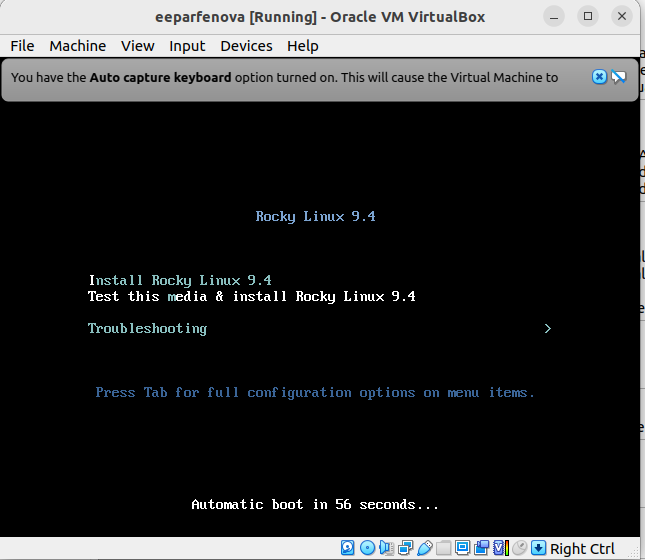 eeparfenova [Running] - Oracle VM VirtualBox
File Machine View Input Devices Help
You have the Auto capture keyboard option turned on. This will cause the Virtual Machine to
Rocky Linux 9.4
Install Rocky Linux 9.4
Test this media & install Rocky Linux 9.4
Troubleshooting >
Press Tab for full configuration options on menu items.
Automatic boot in 56 seconds...
Right Ctrl